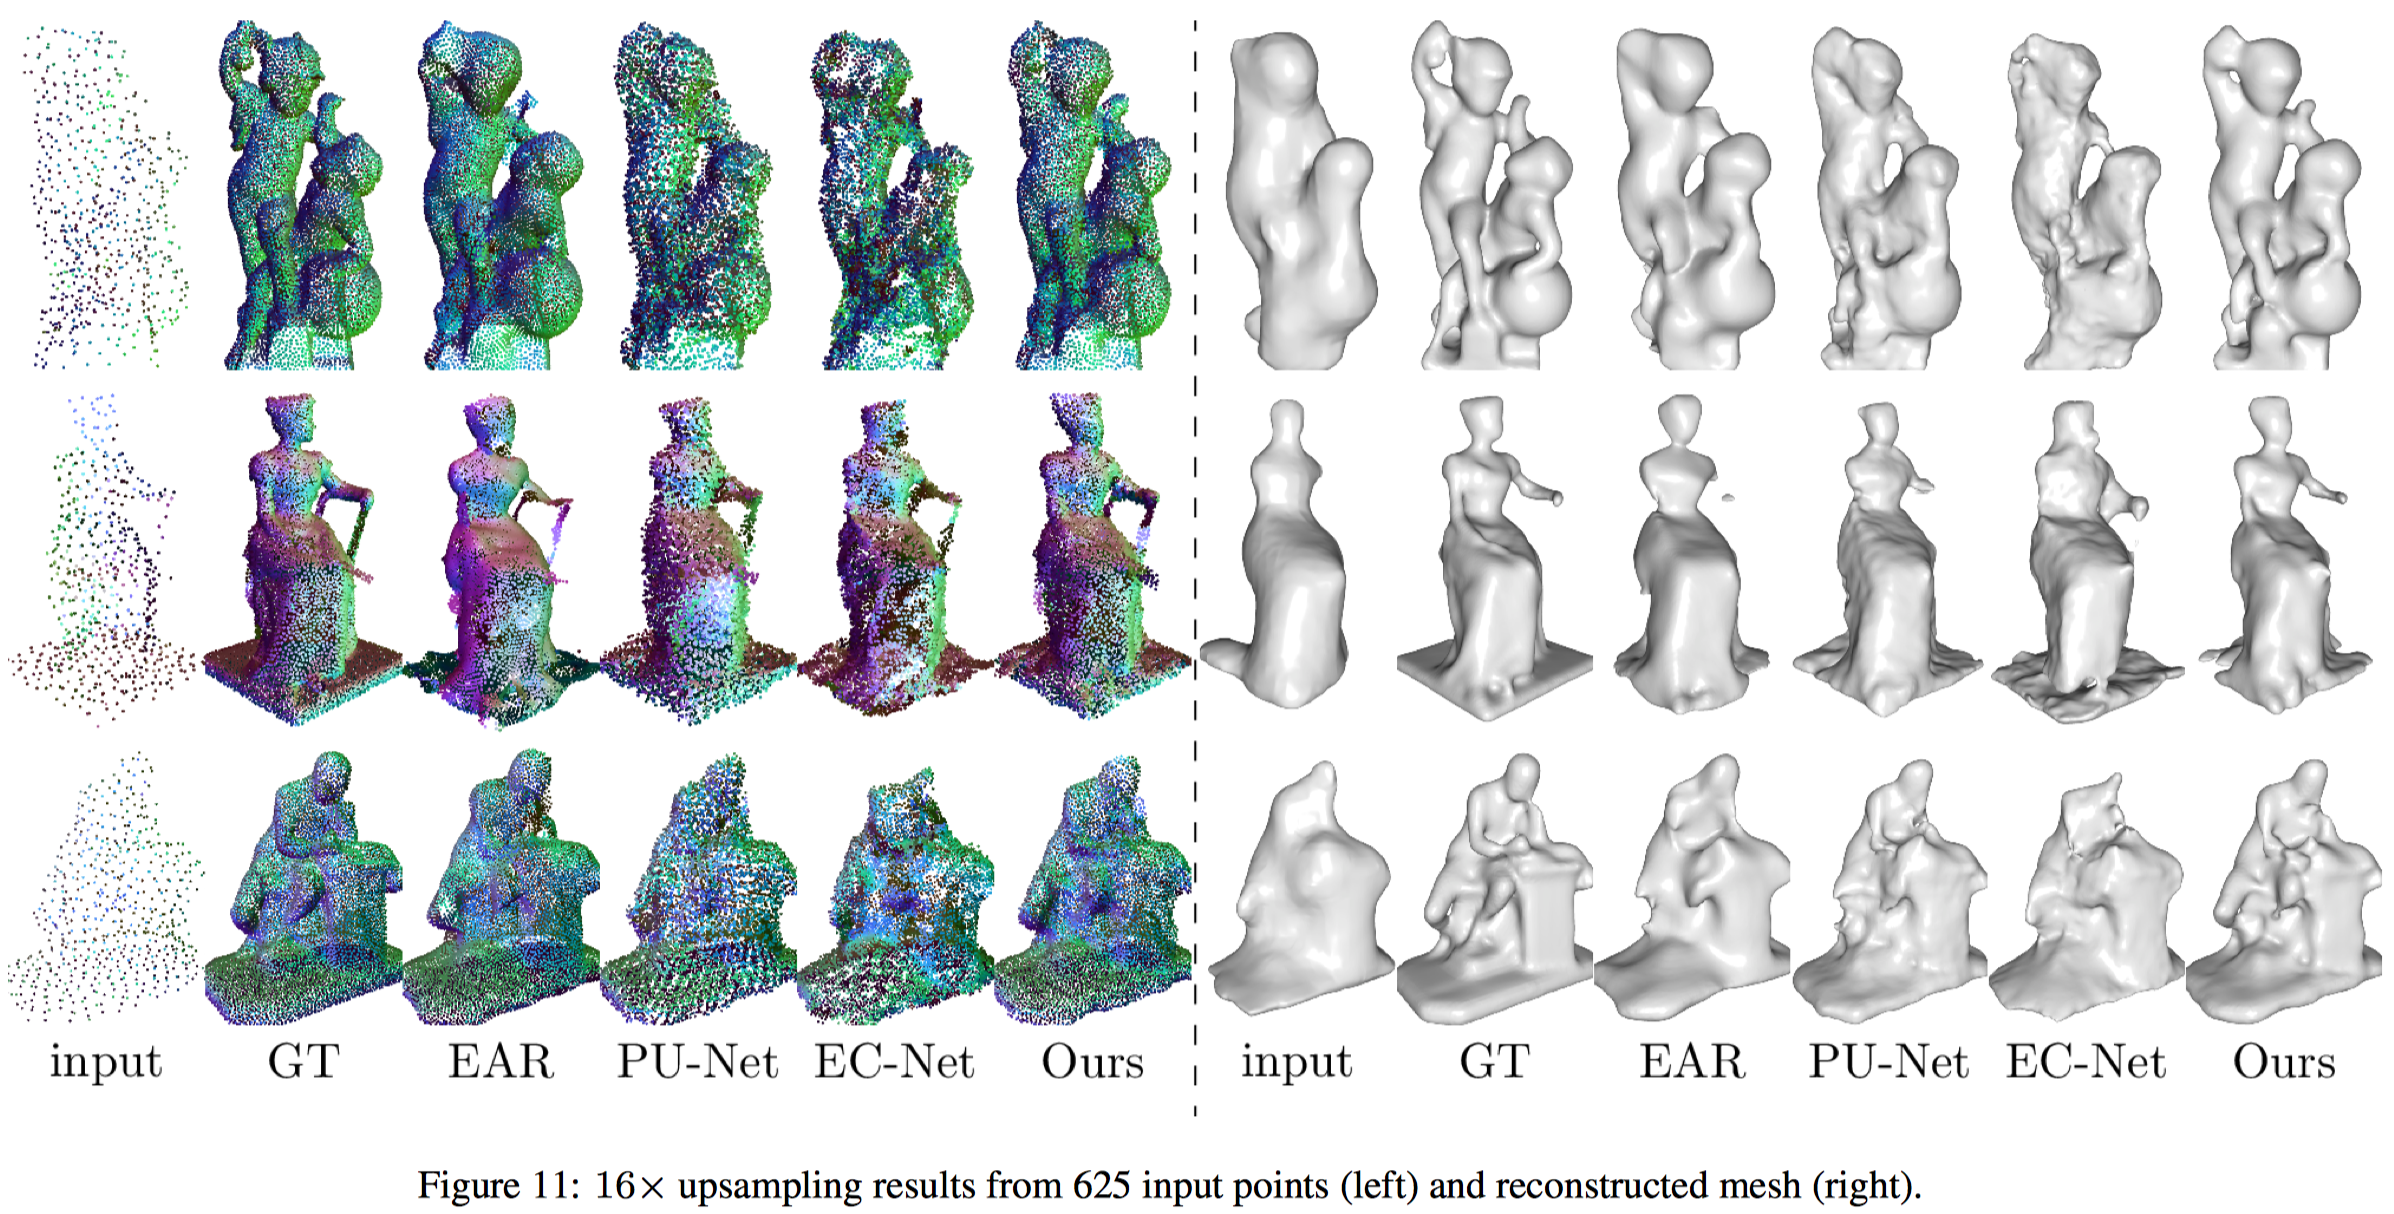 input GT EAR PU-Net EC-Net Ours input GT EAR PU-Net EC-Net Ours
Figure 11: 16× upsampling results from 625 input points (left) and reconstructed mesh (right).